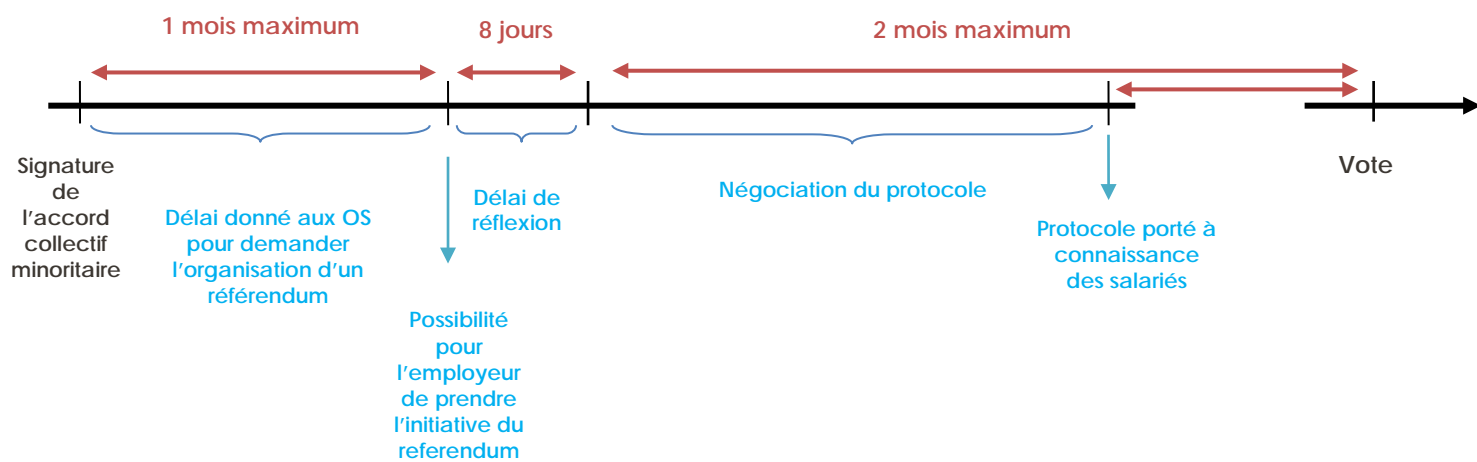 1 mois maximum
8 jours
2 mois maximum
Signature
de
l'accord
collectif
minoritaire
Délai donné aux OS
pour demander
l'organisation d'un
référendum
Possibilité
pour
l'employeur
de prendre
l'initiative du
referendum
Délai de
réflexion
Négociation du protocole
Protocole porté à
connaissance
des salariés
Vote